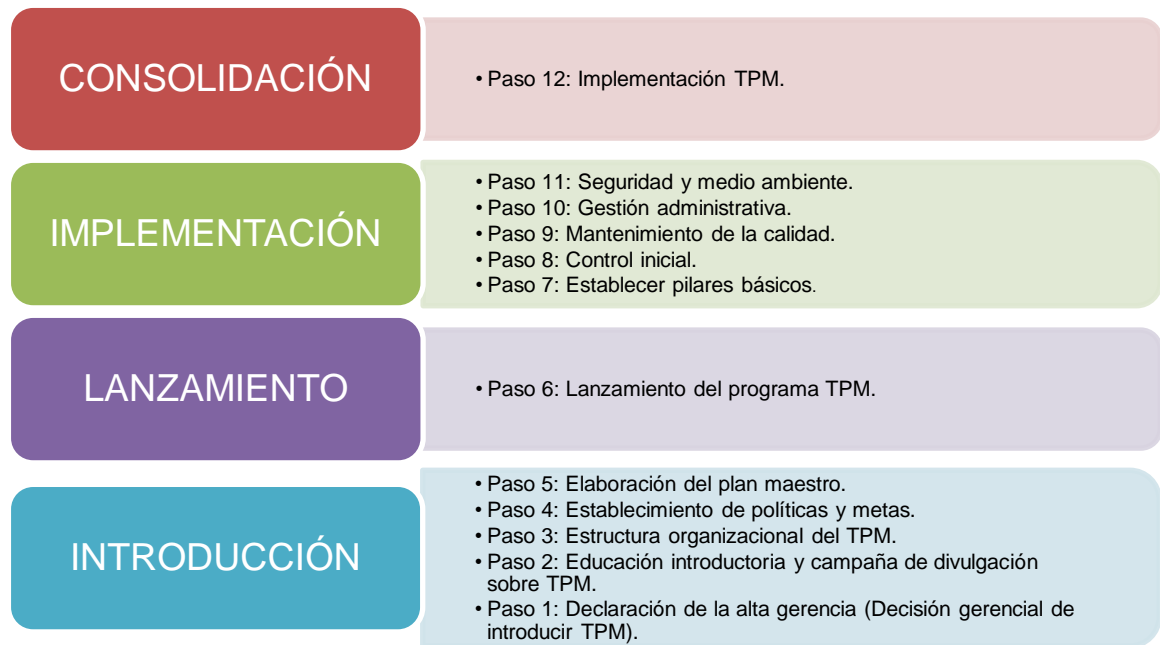 CONSOLIDACIÓN
• Paso 12: Implementación TPM.
IMPLEMENTACIÓN
• Paso 11: Seguridad y medio ambiente.
• Paso 10: Gestión administrativa.
• Paso 9: Mantenimiento de la calidad.
• Paso 8: Control inicial.
• Paso 7: Establecer pilares básicos.
LANZAMIENTO
• Paso 6: Lanzamiento del programa TPM.
INTRODUCCIÓN
• Paso 5: Elaboración del plan maestro.
• Paso 4: Establecimiento de políticas y metas.
• Paso 3: Estructura organizacional del TPM.
• Paso 2: Educación introductoria y campaña de divulgación
sobre TPM.
• Paso 1: Declaración de la alta gerencia (Decisión gerencial de
introducir TPM).